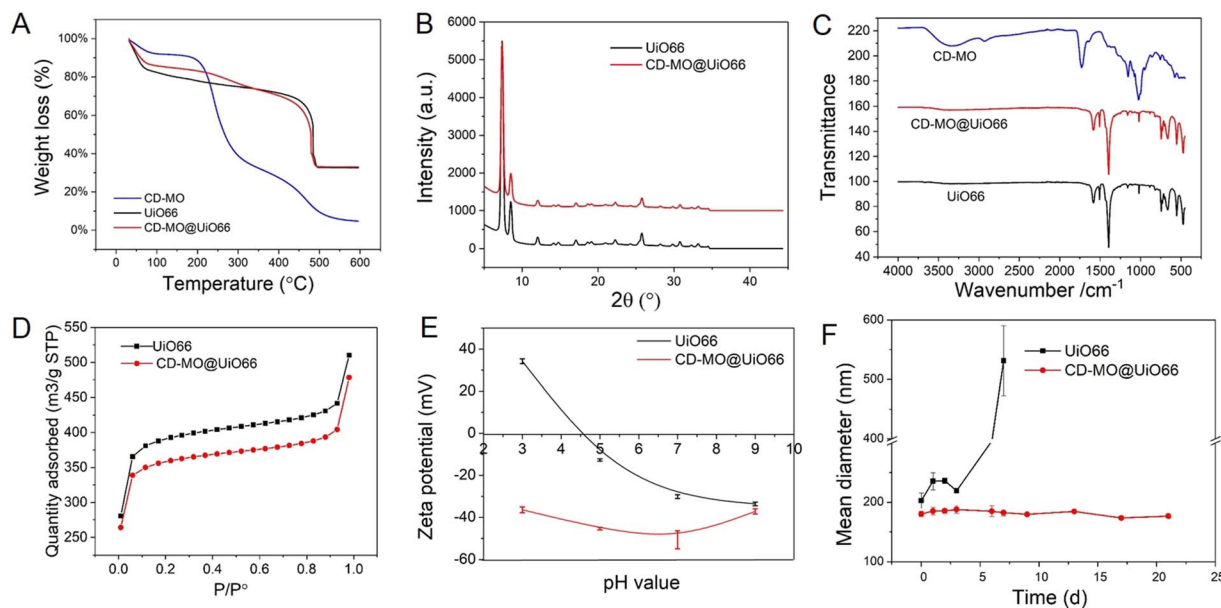 A
100%
80%
60%
40%
20%
0%
Weight loss (%)
CD-MO
UiO66
CD-MO@UiO66
0 100 200 300 400 500 600
Temperature (°C)
B
6000
5000
4000
3000
2000
1000
0
Intensity (a.u.)
UiO66
CD-MO@UiO66
10 20 30 40
2θ (°)
C
220
200
180
160
140
120
100
80
60
40
Transmittance
CD-MO
CD-MO@UiO66
UiO66
4000 3500 3000 2500 2000 1500 1000 500
Wavenumber /cm-1
D
550
500
450
400
350
300
250
Quantity adsorbed (m3/g STP)
UiO66
CD-MO@UiO66
0.0 0.2 0.4 0.6 0.8 1.0
P/P°
E
40
20
0
-20
-40
-60
Zeta potential (mV)
UiO66
CD-MO@UiO66
2 3 4 5 6 7 8 9 10
pH value
F
600
500
400
200
100
Mean diameter (nm)
UiO66
CD-MO@UiO66
0 5 10 15 20 25
Time (d)